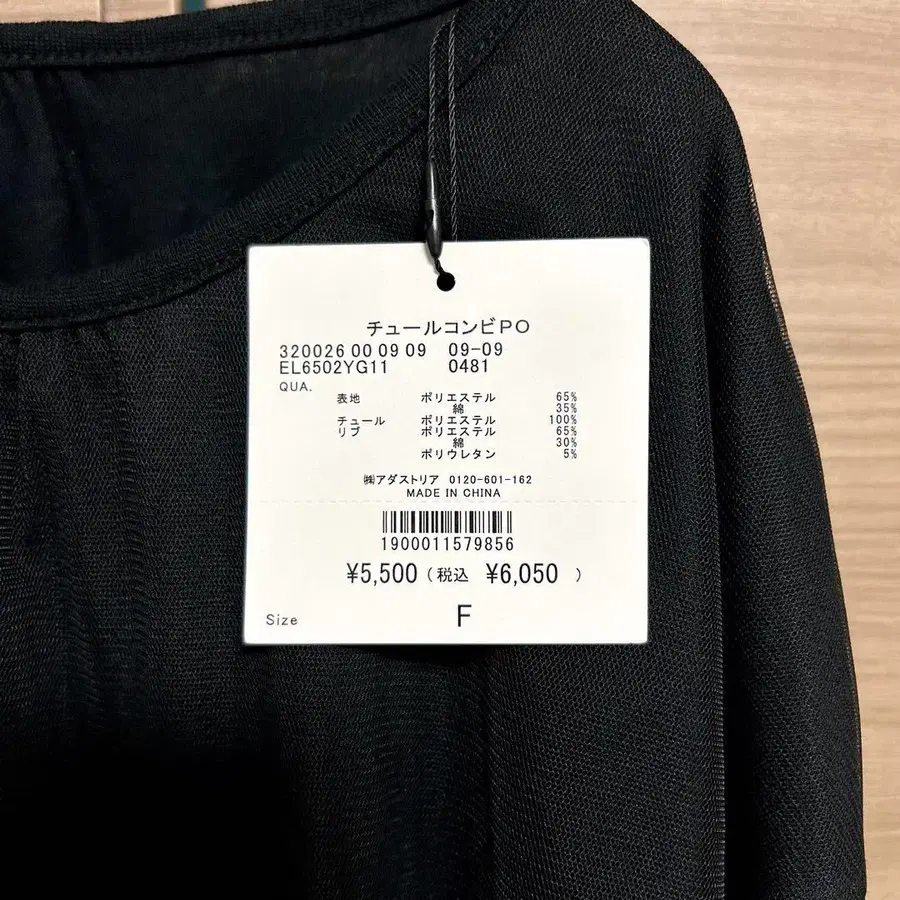 チュールコンビPO
320026 00 09 09 09-09
EL6502YG11 0481
QUA.
表地 ポリエステル 65%
綿 35%
チュール ポリエステル 100%
リブ ポリエステル 65%
綿 30%
ポリウレタン 5%
㈱アダストリア 0120-601-162
MADE IN CHINA
1900011579856
¥5,500 (税込 ¥6,050 )
Size F